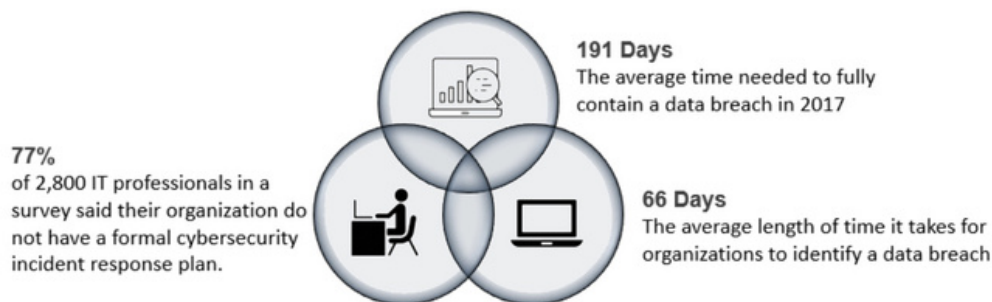 191 Days
The average time needed to fully
contain a data breach in 2017
77%
of 2,800 IT professionals in a
survey said their organization do
not have a formal cybersecurity
incident response plan.
66 Days
The average length of time it takes for
organizations to identify a data breach